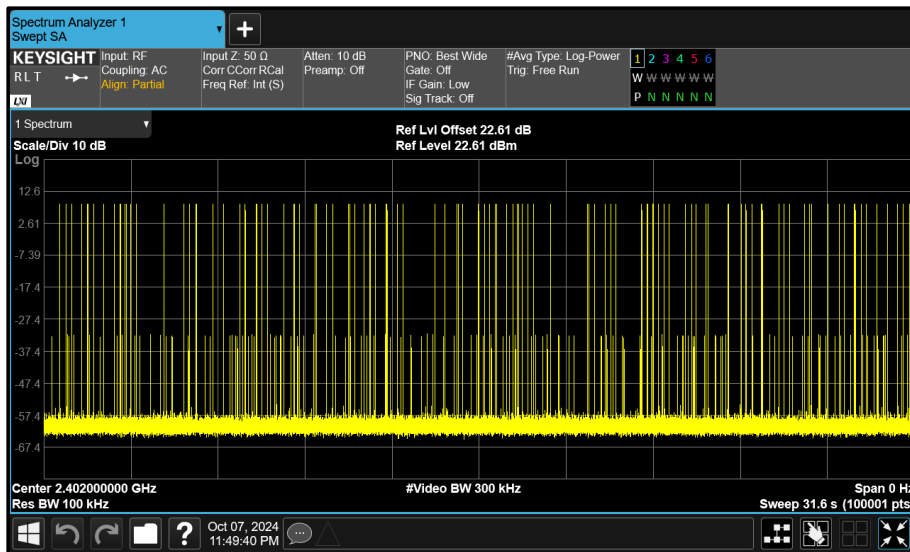 Spectrum Analyzer 1
Swept SA
KEYSIGHT
R L T
LXI
Input: RF
Coupling: AC
Align: Partial
Input Z: 50 Ω
Corr CCorr RCal
Freq Ref: Int (S)
Atten: 10 dB
Preamp: Off
PNO: Best Wide
Gate: Off
IF Gain: Low
Sig Track: Off
#Avg Type: Log-Power
Trig: Free Run
1 2 3 4 5 6
W W W W W W
P N N N N N
1 Spectrum
Scale/Div 10 dB
Ref Lvl Offset 22.61 dB
Ref Level 22.61 dBm
Log
12.6
2.61
-7.39
-17.4
-27.4
-37.4
-47.4
-57.4
-67.4
Center 2.402000000 GHz
Res BW 100 kHz
#Video BW 300 kHz
Span 0 Hz
Sweep 31.6 s (100001 pts
?
Oct 07, 2024
11:49:40 PM